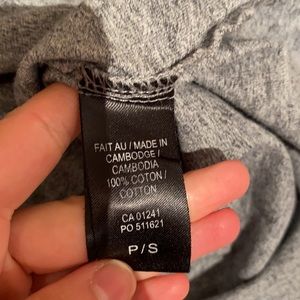 FAIT AU / MADE IN
CAMBODGE /
CAMBODIA
100% COTON /
COTTON
CA 01241
PO 511621
P / S